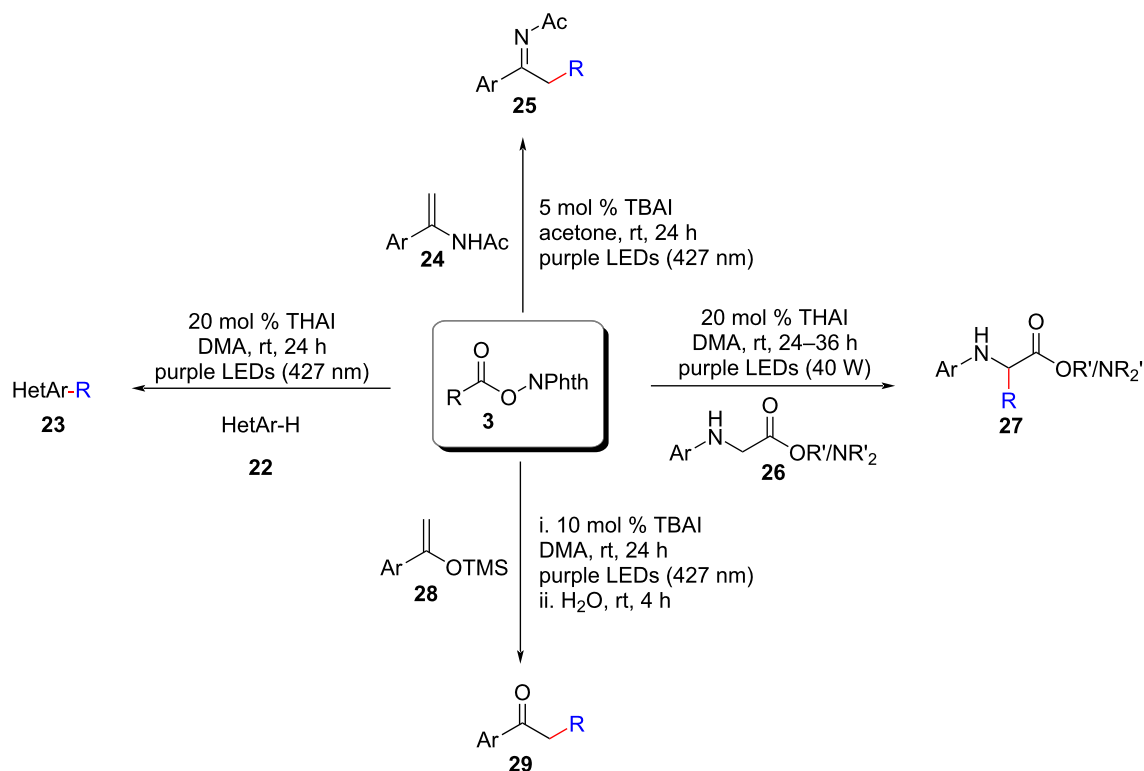 N
Ac
Ar
R
25
5 mol % TBAI
acetone, rt, 24 h
purple LEDs (427 nm)
Ar
NHAc
24
20 mol % THAI
DMA, rt, 24 h
purple LEDs (427 nm)
HetAr-R
23
HetAr-H
22
O
R
O
NPhth
3
20 mol % THAI
DMA, rt, 24–36 h
purple LEDs (40 W)
H
N
O
Ar
OR'/NR'₂
26
H
N
O
Ar
OR'/NR₂'
R
27
Ar
OTMS
28
i. 10 mol % TBAI
DMA, rt, 24 h
purple LEDs (427 nm)
ii. H₂O, rt, 4 h
O
Ar
R
29